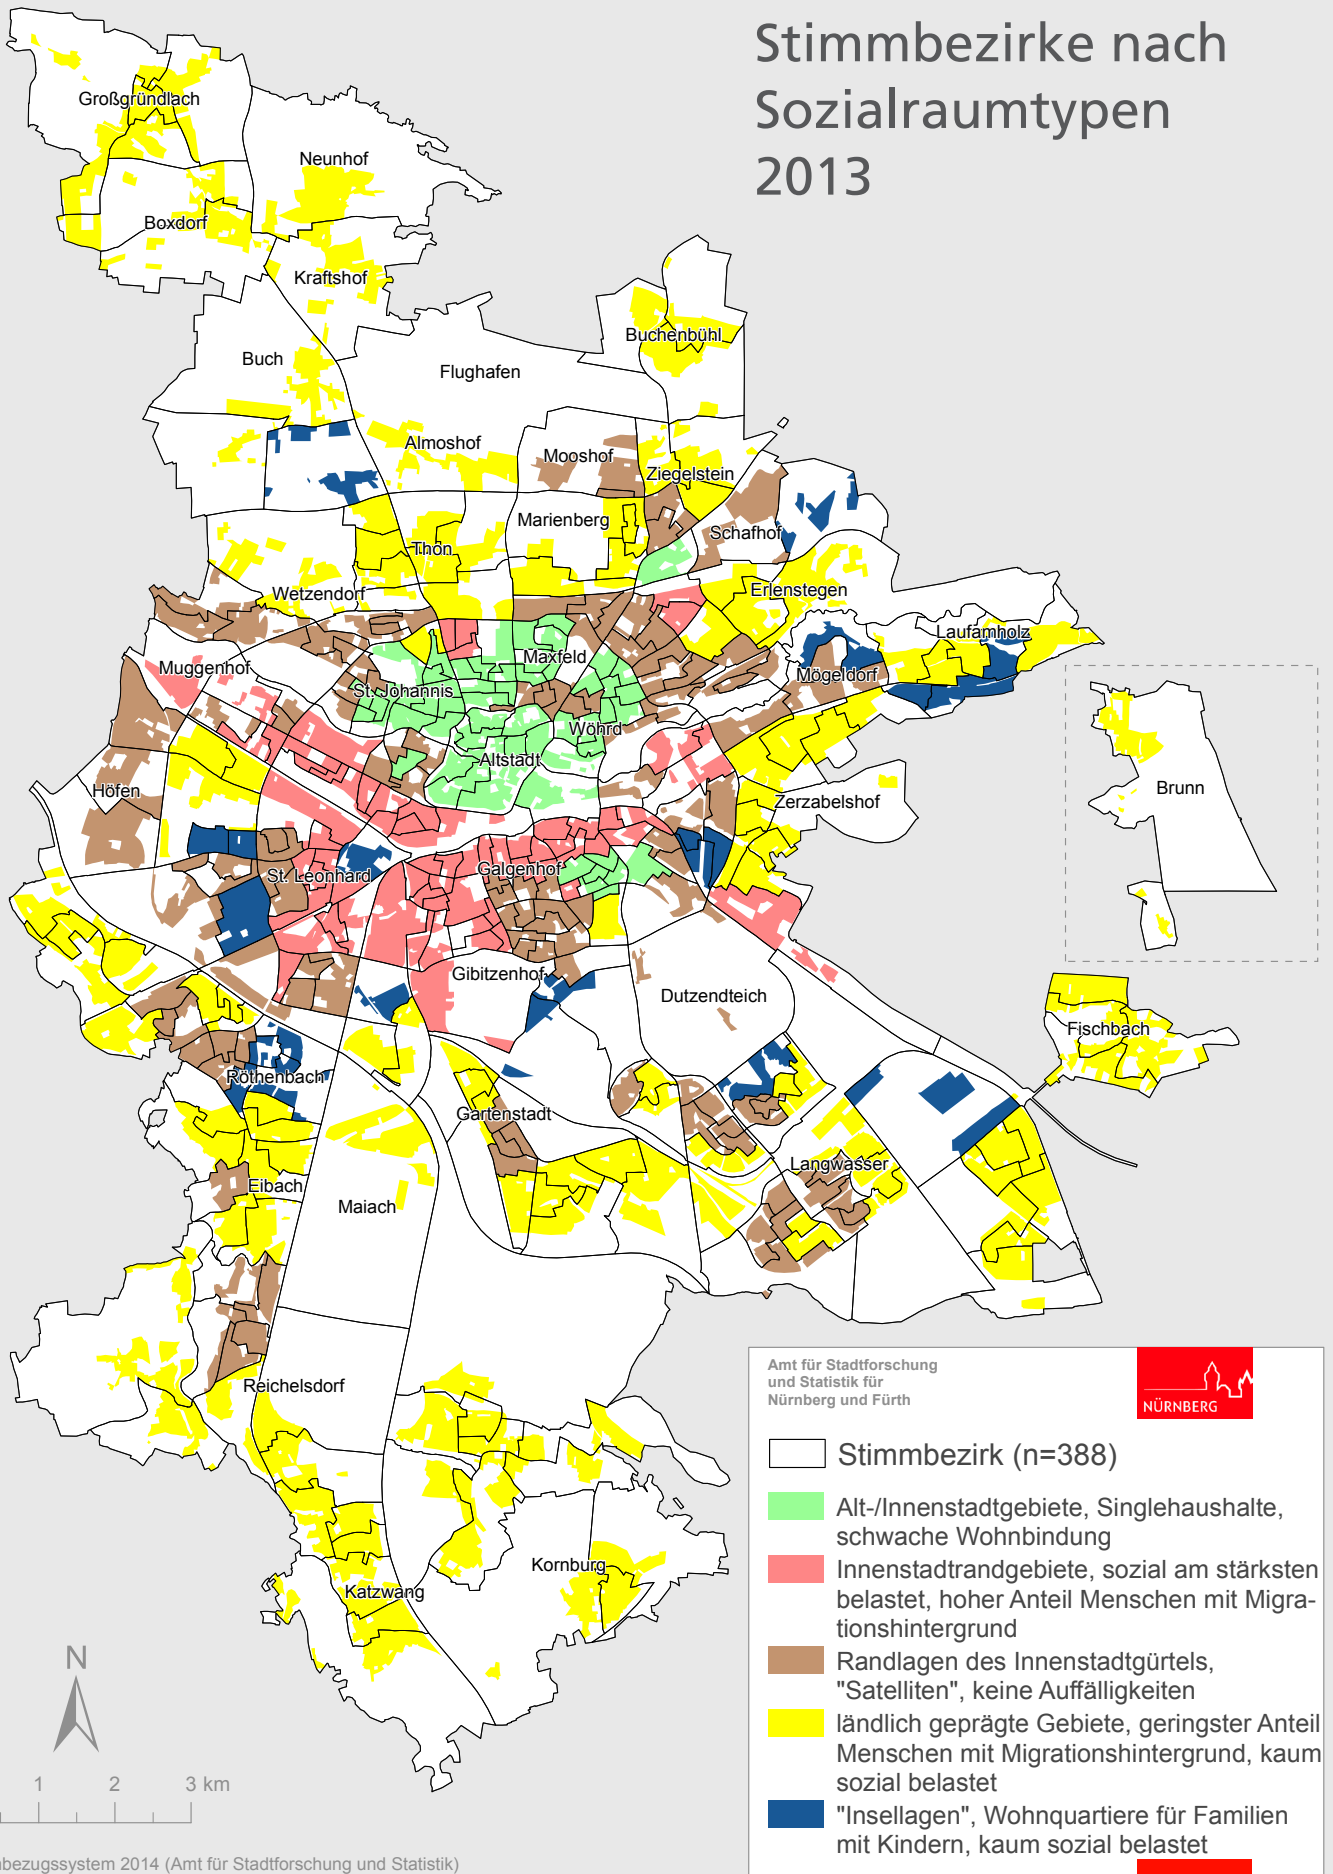 Stimmbezirke nach
Sozialraumtypen
2013
Großgründlach
Neunhof
Boxdorf
Kraftshof
Buchenbühl
Buch
Flughafen
Almoshof
Mooshof
Ziegelstein
Marienberg
Schafhof
Thon
Wetzendorf
Erlenstegen
Laufamholz
Maxfeld
Muggenhof
Mögeldorf
St. Johannis
Wöhrd
Altstadt
Höfen
Zerzabelshof
Brunn
St. Leonhard
Galgenhof
Gibitzenhof
Dutzendteich
Fischbach
Röthenbach
Gartenstadt
Langwasser
Eibach
Maiach
Reichelsdorf
Kornburg
Katzwang
Amt für Stadtforschung
und Statistik für
Nürnberg und Fürth
NÜRNBERG
Stimmbezirk (n=388)
Alt-/Innenstadtgebiete, Singlehaushalte,
schwache Wohnbindung
Innenstadtrandgebiete, sozial am stärksten
belastet, hoher Anteil Menschen mit Migra-
tionshintergrund
Randlagen des Innenstadtgürtels,
"Satelliten", keine Auffälligkeiten
ländlich geprägte Gebiete, geringster Anteil
Menschen mit Migrationshintergrund, kaum
sozial belastet
"Insellagen", Wohnquartiere für Familien
mit Kindern, kaum sozial belastet
N
1 2 3 km
nbezugssystem 2014 (Amt für Stadtforschung und Statistik)